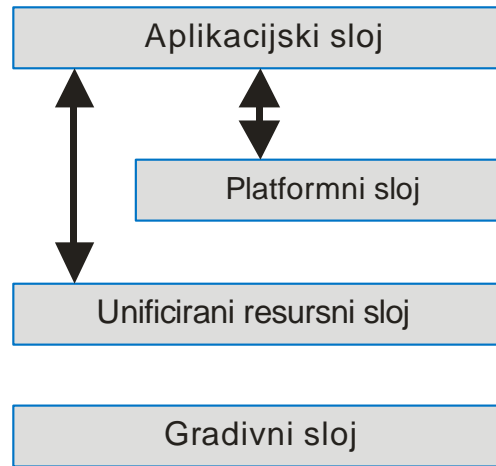 Aplikacijski sloj
Platformni sloj
Unificirani resursni sloj
Gradivni sloj